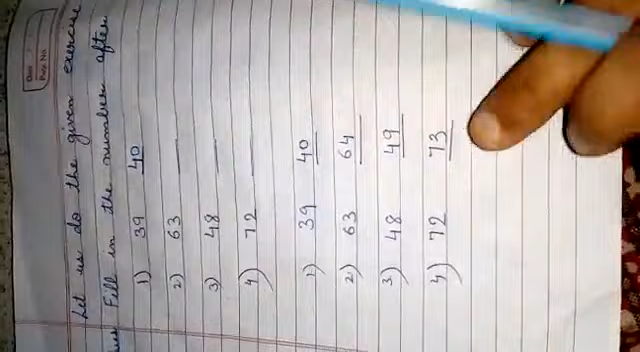 Let us do the given exercise
Fill in the number after
1) 39 40
2) 63
3) 48
4) 72
1) 39 40
2) 63 64
3) 48 49
4) 72 73